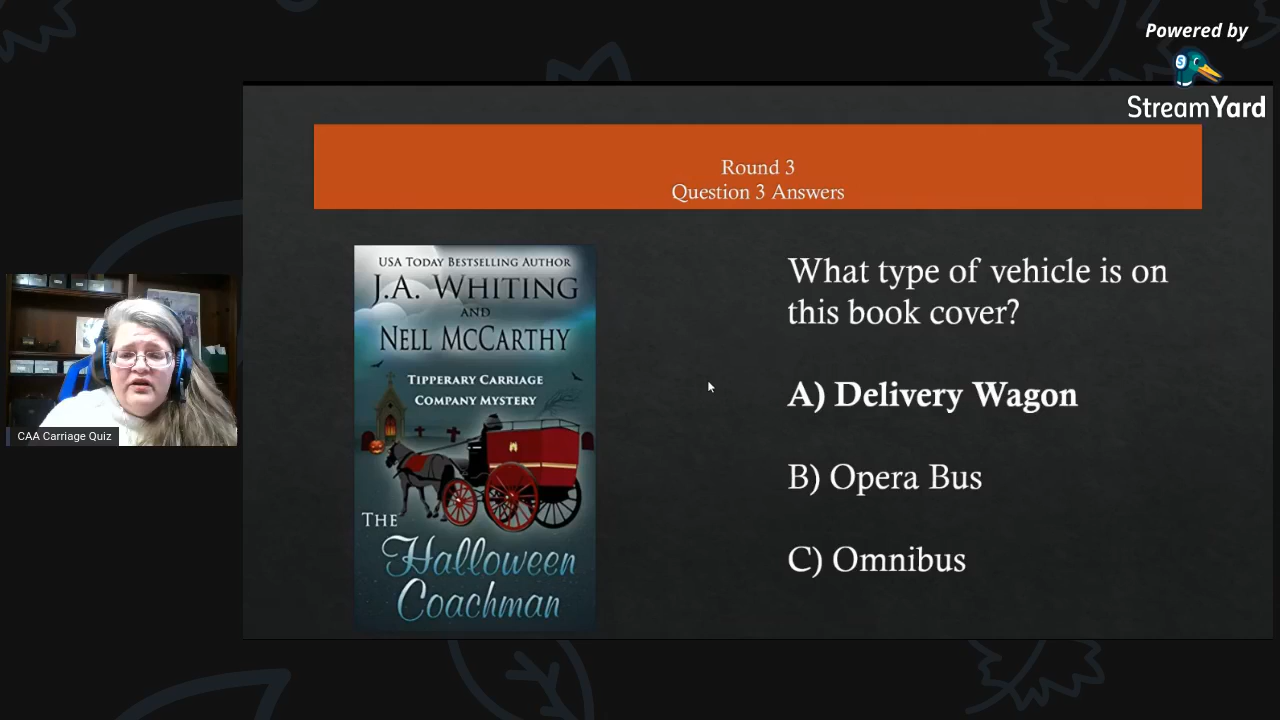 Powered by
StreamYard
Round 3
Question 3 Answers
USA TODAY BESTSELLING AUTHOR
J.A. WHITING
AND
NELL MCCARTHY
TIPPERARY CARRIAGE
COMPANY MYSTERY
THE
Halloween
Coachman
What type of vehicle is on
this book cover?
A) Delivery Wagon
B) Opera Bus
C) Omnibus
CAA Carriage Quiz